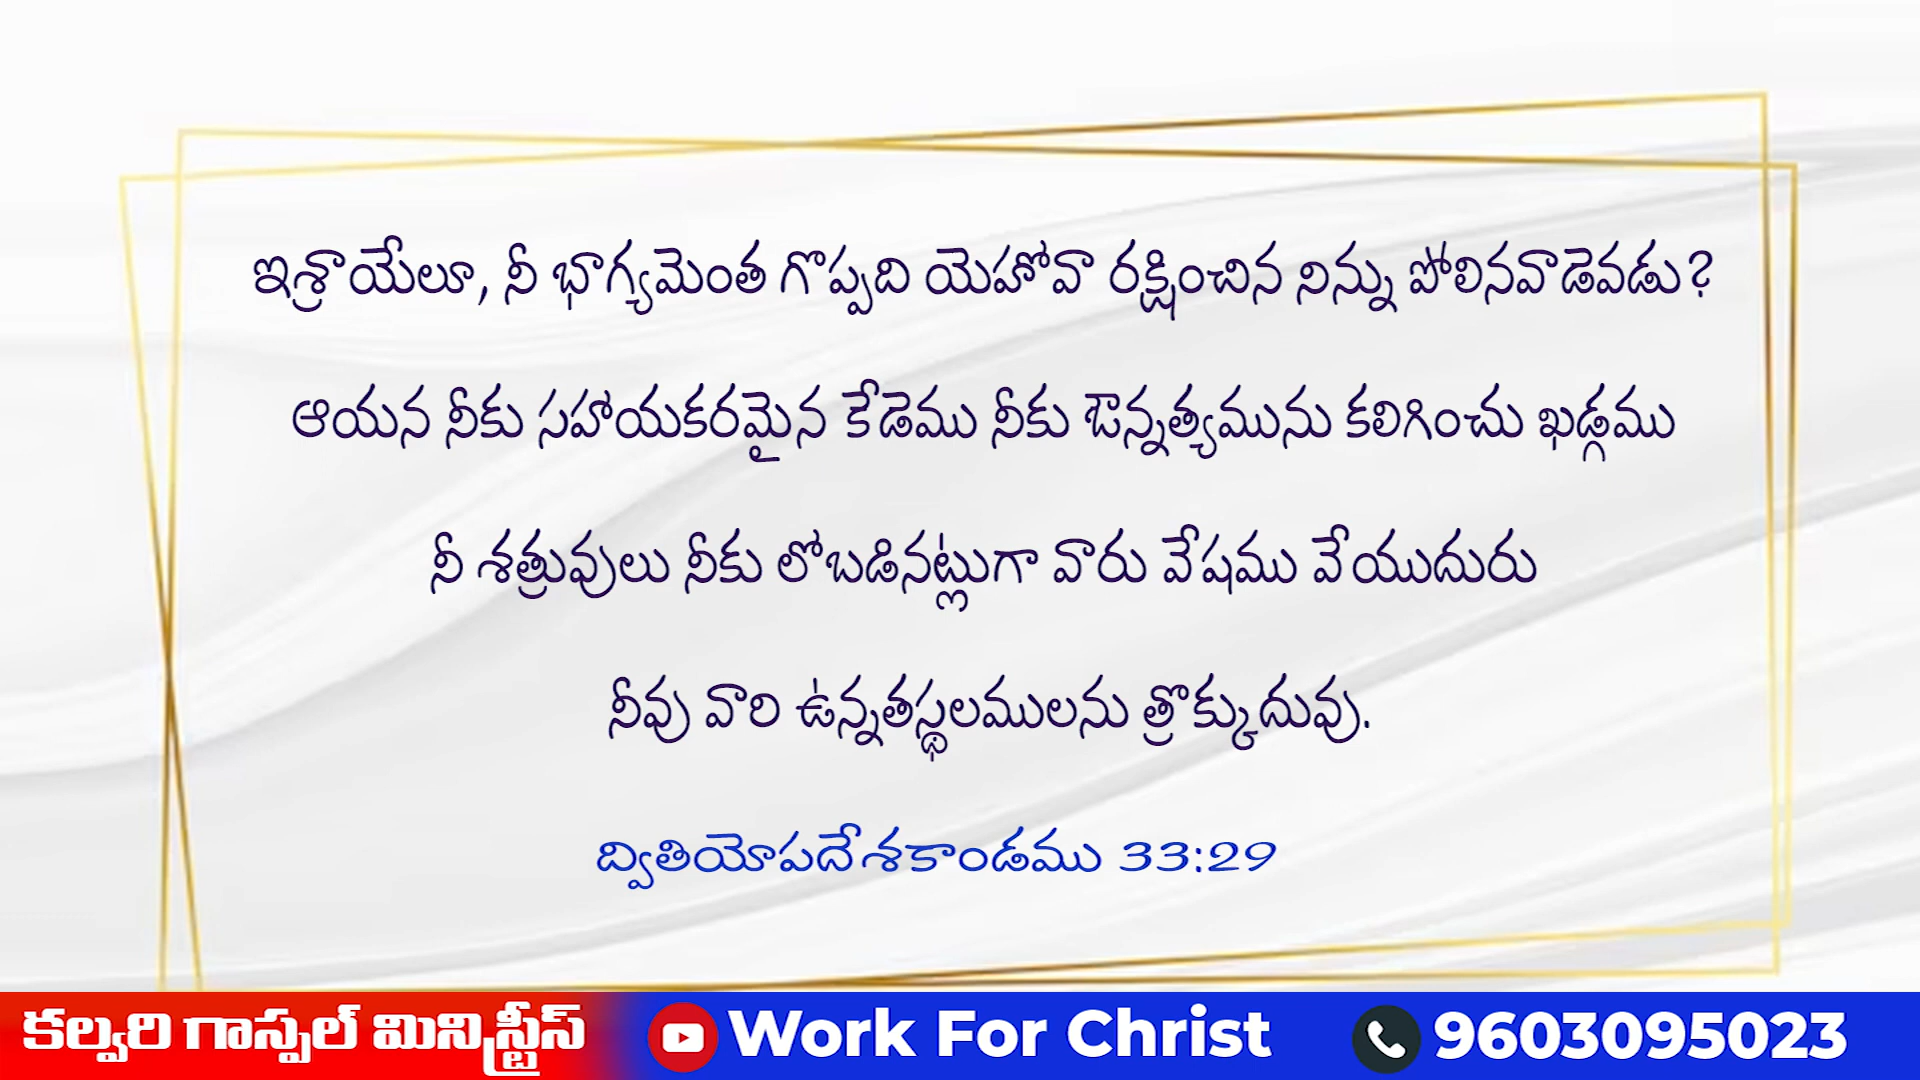 ఇశ్రాయేలూ, నీ భాగ్యమెంత గొప్పది యెహోవా రక్షించిన నిన్ను పోలినవాడెవడు?
ఆయన నీకు సహాయకరమైన కేడెము నీకు ఔన్నత్యమును కలిగించు ఖడ్గము
నీ శత్రువులు నీకు లోబడినట్లుగా వారు వేషము వేయుదురు
నీవు వారి ఉన్నతస్థలములను త్రొక్కుదువు.
ద్వితియోపదేశకాండము 33:29
కల్వరి గాస్పల్ మినిస్ట్రీస్ Work For Christ 9603095023